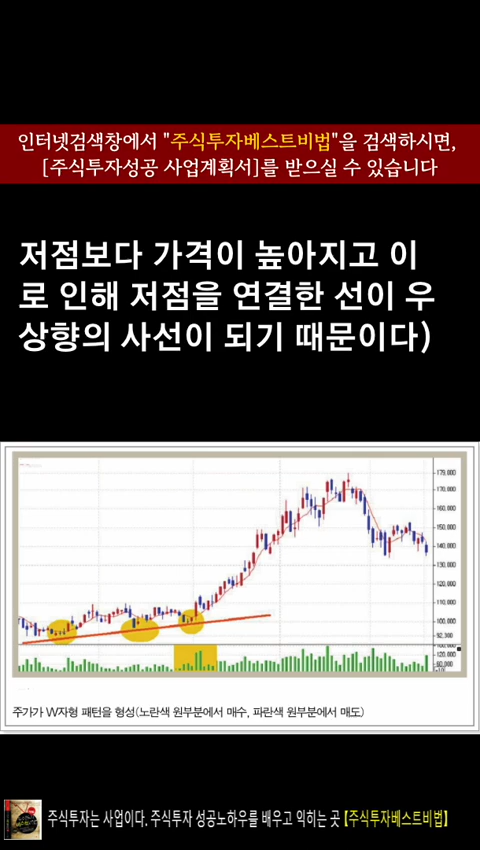 인터넷검색창에서 "주식투자베스트비법"을 검색하시면,
[주식투자성공 사업계획서]를 받으실 수 있습니다
저점보다 가격이 높아지고 이
로 인해 저점을 연결한 선이 우
상향의 사선이 되기 때문이다)
170,000
160,000
150,000
140,000
130,000
120,000
110,000
100,000
92,300
120,000
60,000
주가가 W자형 패턴을 형성(노란색 원부분에서 매수, 파란색 원부분에서 매도)
주식투자는 사업이다. 주식투자 성공노하우를 배우고 익히는 곳 【주식투자베스트비법】